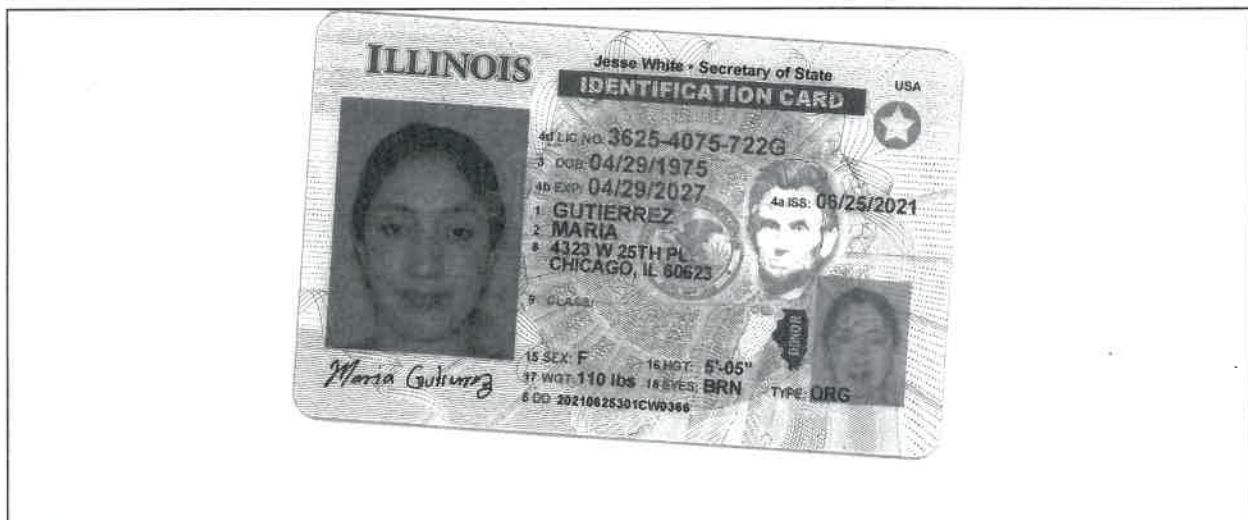 ILLINOIS
Jesse White • Secretary of State
USA
IDENTIFICATION CARD
4d LIC NO: 3625-4075-722G
3 DOB: 04/29/1975
4b EXP: 04/29/2027
4a ISS: 06/25/2021
1 GUTIERREZ
2 MARIA
8 4323 W 25TH PL
CHICAGO, IL 60623
9 CLASS:
15 SEX: F 16 HGT: 5'-05"
17 WGT: 110 lbs 18 EYES: BRN TYPE: ORG
5 DD 20210625301CW0366
DONOR
Maria Gutierrez